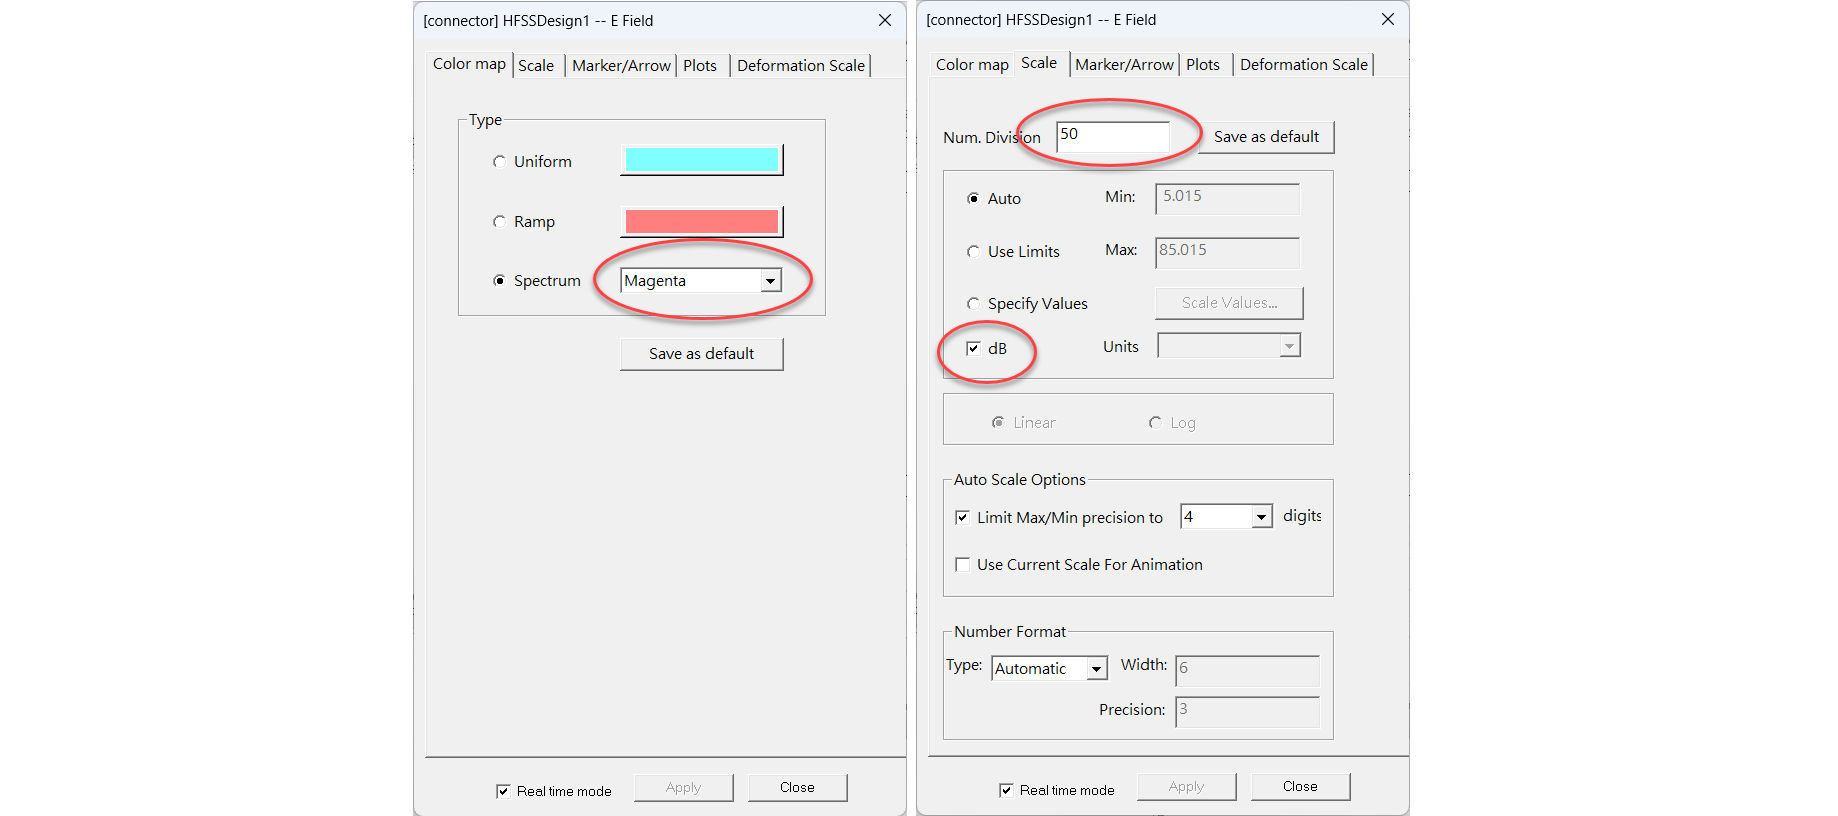 [connector] HFSSDesign1 -- E Field
Color map Scale Marker/Arrow Plots Deformation Scale
Type
Uniform
Ramp
Spectrum Magenta
Save as default
Real time mode Apply Close
[connector] HFSSDesign1 -- E Field
Color map Scale Marker/Arrow Plots Deformation Scale
Num. Division 50 Save as default
Auto Min: 5.015
Use Limits Max: 85.015
Specify Values Scale Values...
dB Units
Linear Log
Auto Scale Options
Limit Max/Min precision to 4 digits
Use Current Scale For Animation
Number Format
Type: Automatic Width: 6
Precision: 3
Real time mode Apply Close